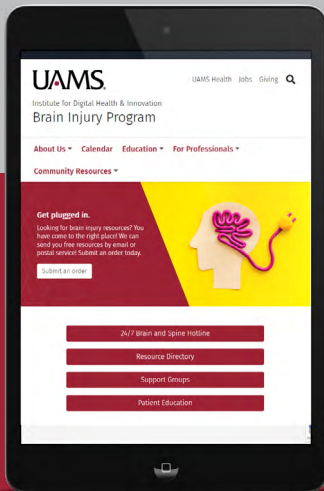 UAMS
UAMS Health Jobs Giving
Institute for Digital Health & Innovation
Brain Injury Program
About Us Calendar Education For Professionals
Community Resources
Get plugged in.
Looking for brain injury resources? You
have come to the right place! We can
send you free resources by email or
postal service! Submit an order today.
Submit an order
24/7 Brain and Spine Hotline
Resource Directory
Support Groups
Patient Education